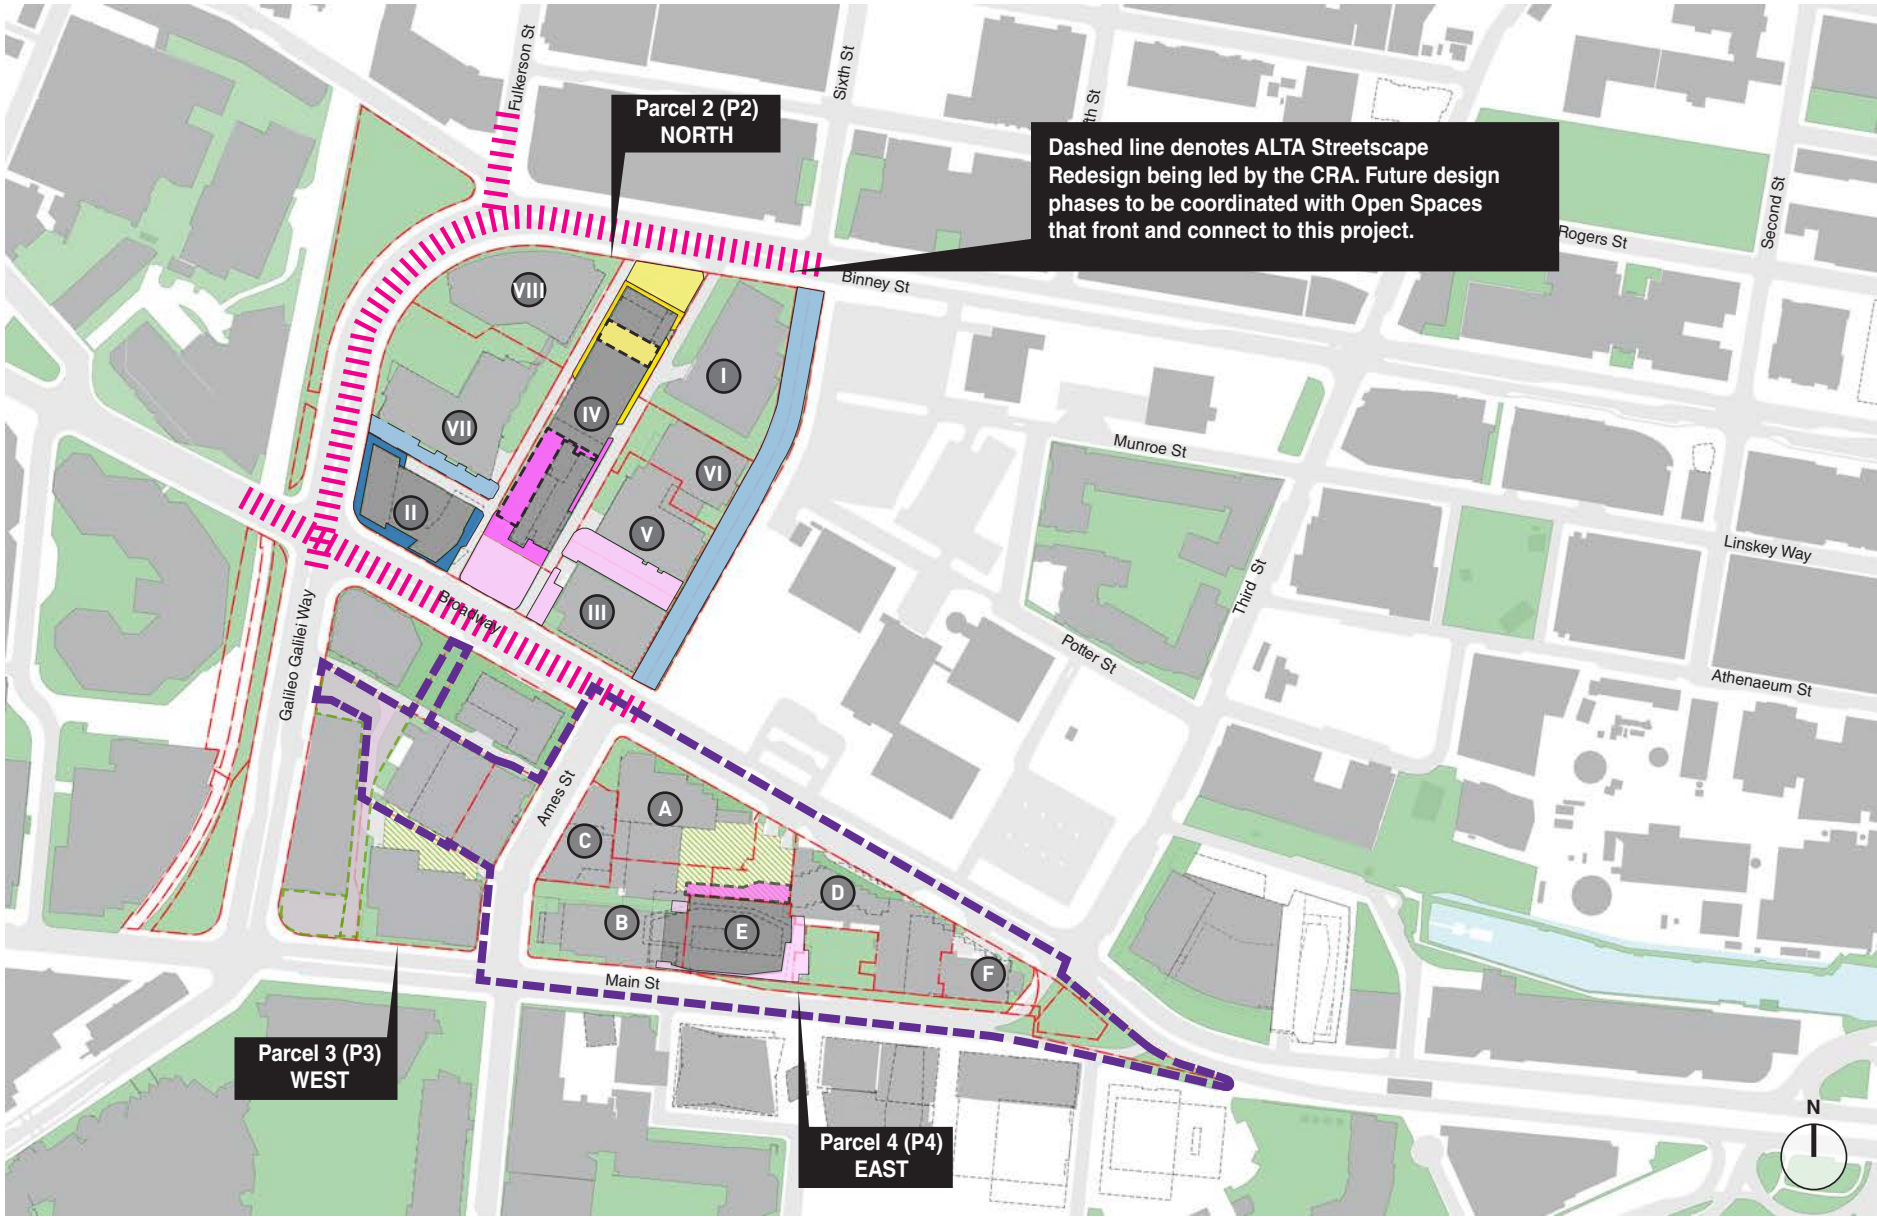 Fulkerson St
Sixth St
Parcel 2 (P2)
NORTH
th St
Dashed line denotes ALTA Streetscape
Redesign being led by the CRA. Future design
phases to be coordinated with Open Spaces
that front and connect to this project.
Second St
Rogers St
Binney St
VIII
I
IV
VII
VI
II
V
III
Munroe St
Linskey Way
Third St
Potter St
Athenaeum St
Broadway
Galileo Galilei Way
Ames St
A
C
D
B
E
F
Main St
Parcel 3 (P3)
WEST
Parcel 4 (P4)
EAST
N